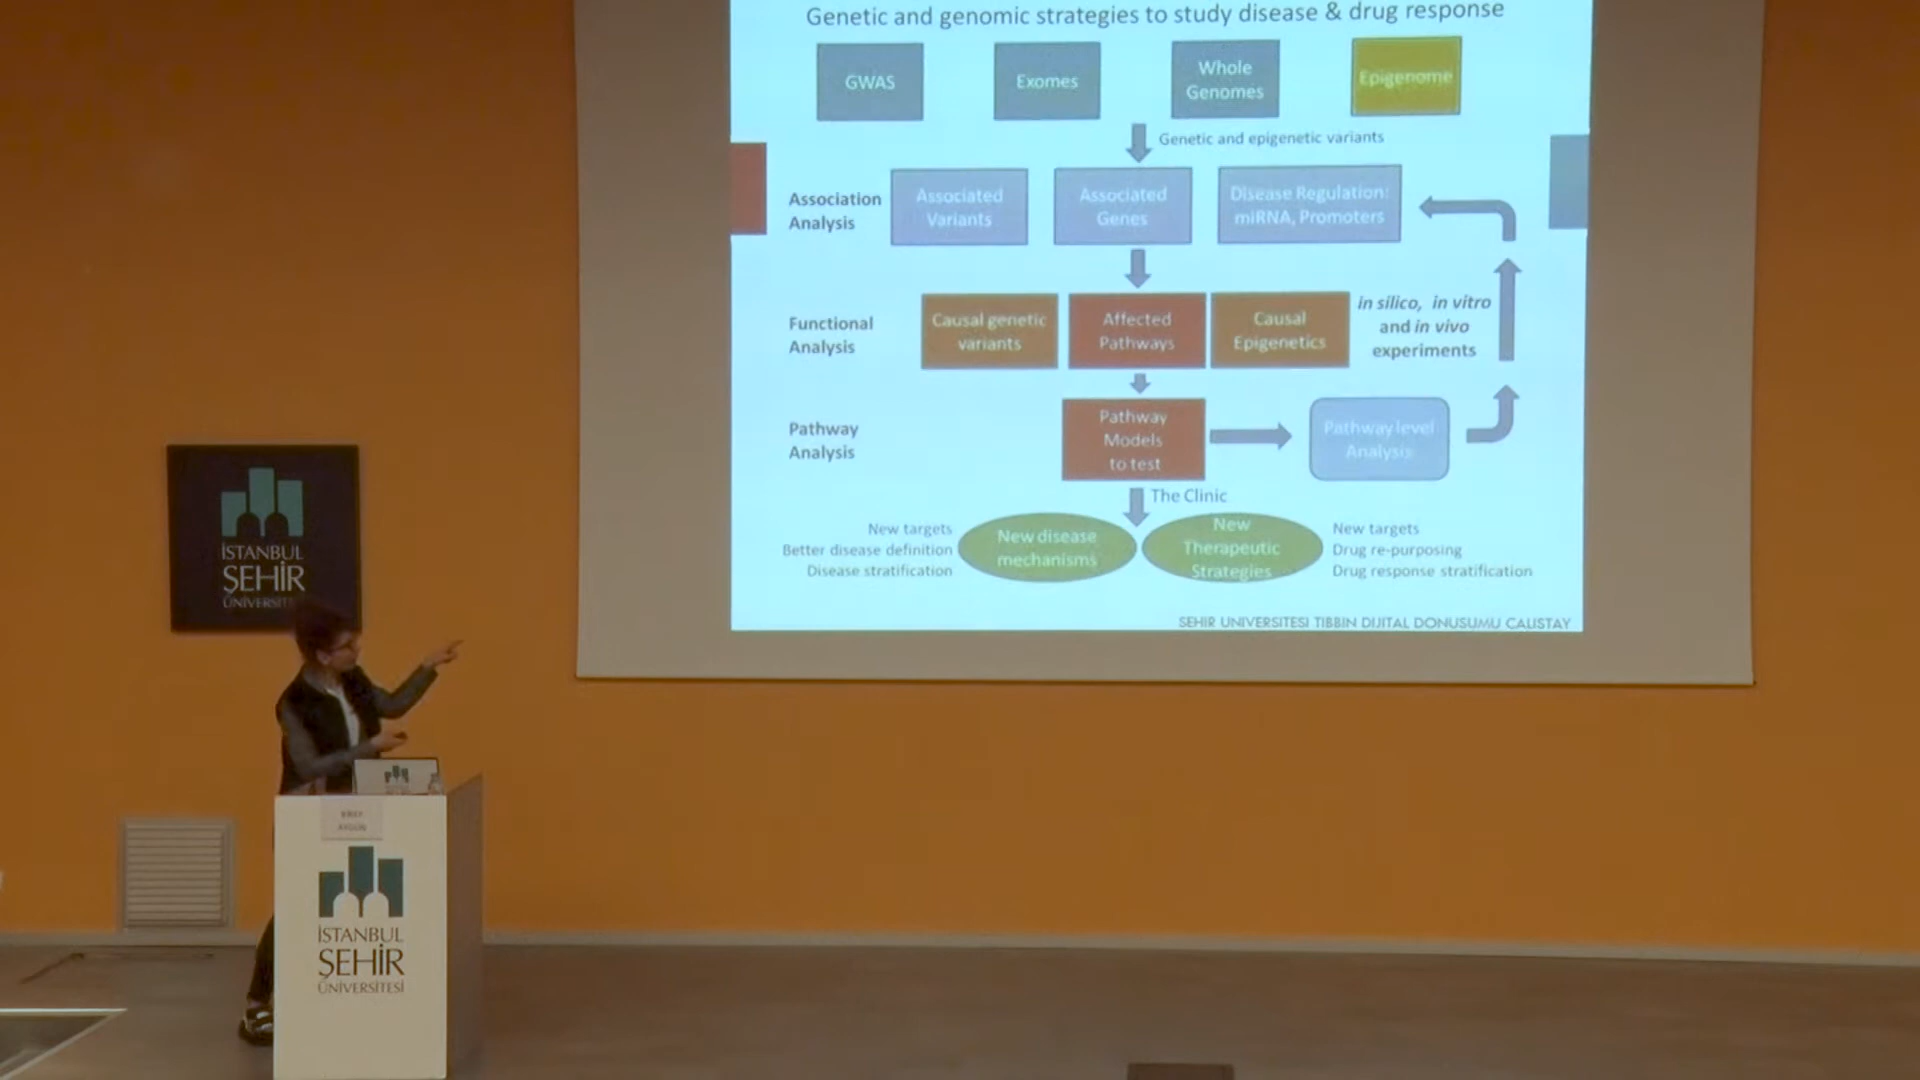 Genetic and genomic strategies to study disease & drug response
GWAS
Exomes
Whole
Genomes
Epigenome
Genetic and epigenetic variants
Association
Analysis
Associated
Variants
Associated
Genes
Disease Regulation:
miRNA, Promoters
Functional
Analysis
Causal genetic
variants
Affected
Pathways
Causal
Epigenetics
in silico, in vitro
and in vivo
experiments
Pathway
Analysis
Pathway
Models
to test
Pathway level
Analysis
The Clinic
New targets
Better disease definition
Disease stratification
New disease
mechanisms
New
Therapeutic
Strategies
New targets
Drug re-purposing
Drug response stratification
SEHIR UNIVERSITESI TIBBIN DIJITAL DONUSUMU CALISTAY
İSTANBUL
ŞEHİR
ÜNİVERSİTESİ
İSTANBUL
ŞEHİR
ÜNİVERSİTESİ